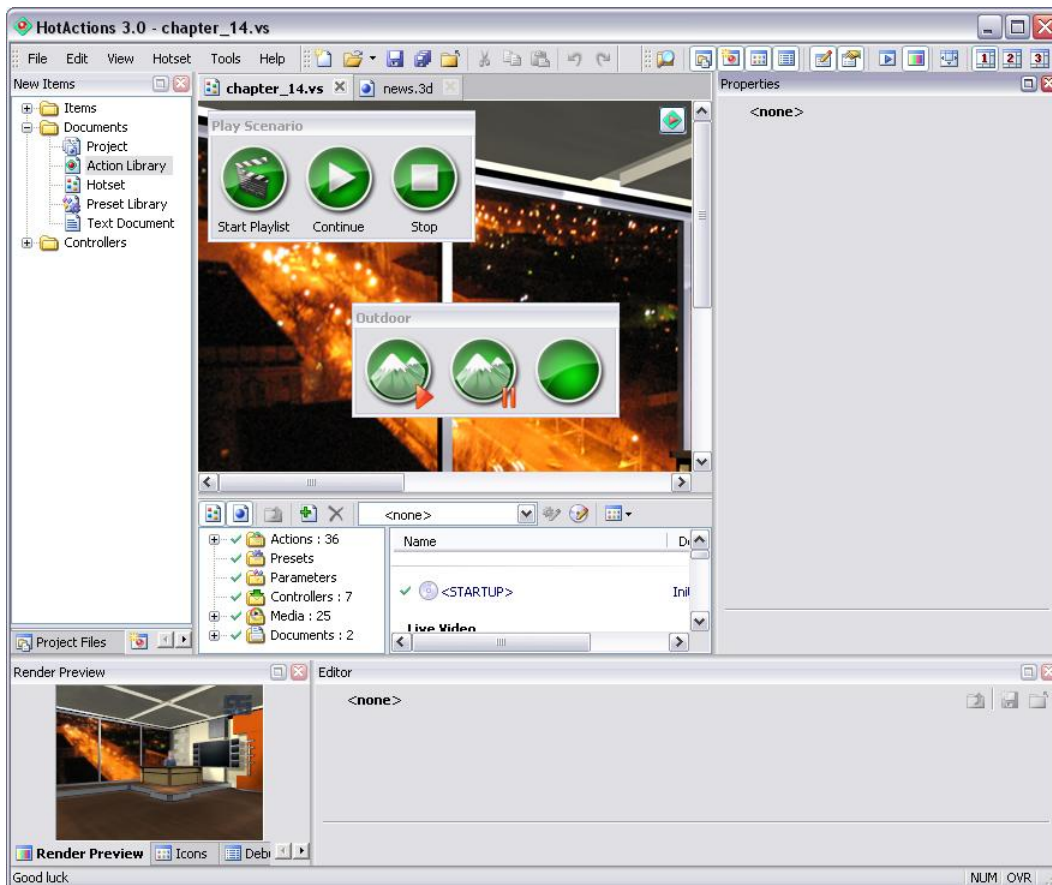 HotActions 3.0 - chapter_14.vs
File Edit View Hotset Tools Help
1 2 3
New Items
Items
Documents
Project
Action Library
Hotset
Preset Library
Text Document
Controllers
Project Files
chapter_14.vs news.3d
Play Scenario
Start Playlist Continue Stop
Outdoor
<none>
Actions : 36
Presets
Parameters
Controllers : 7
Media : 25
Documents : 2
Name
<STARTUP>
Live Video
Properties
<none>
Render Preview
Render Preview Icons
Editor
<none>
Good luck NUM OVR